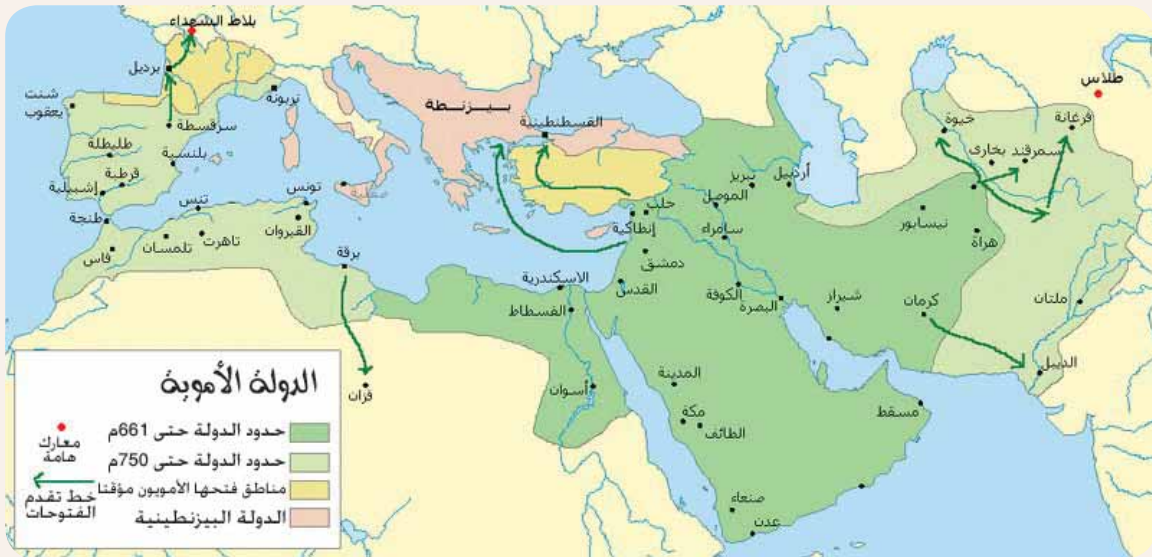 بلاط الشهداء
برديل
شنت
يعقوب
تربونة
سرقسطة
طليطلة
بلنسية
قرطبة
إشبيلية
طنجة
فاس
تلمسان
تاهرت
تنس
تونس
القيروان
برقة
فزان
بيزنطة
القسطنطينية
حلب
إنطاكية
دمشق
القدس
الاسكندرية
الفسطاط
أسوان
الموصل
تبريز
أردبيل
سامراء
الكوفة
البصرة
شيراز
كرمان
نيسابور
هراة
خيوة
بخارى
سمرقند
فرغانة
طلاس
ملتان
الديبل
المدينة
مكة
الطائف
مسقط
صنعاء
عدن
الدولة الأموية
حدود الدولة حتى 661م
حدود الدولة حتى 750م
مناطق فتحها الأمويون مؤقتا
الدولة البيزنطينية
معارك
هامة
خط تقدم
الفتوحات